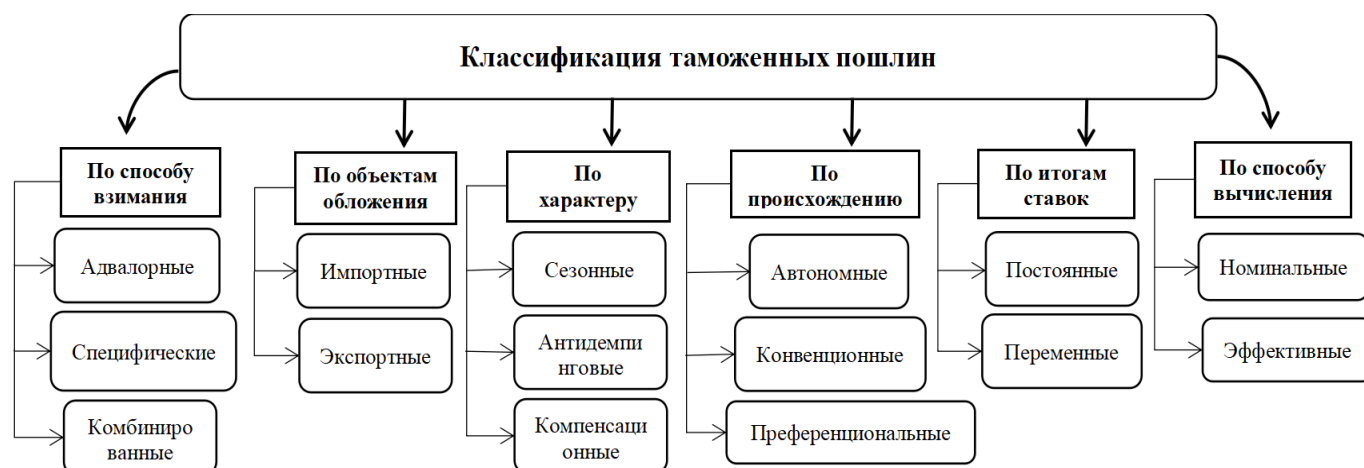 Классификация таможенных пошлин
По способу
взимания
Адвалорные
Специфические
Комбиниро
ванные
По объектам
обложения
Импортные
Экспортные
По
характеру
Сезонные
Антидемпи
нговые
Компенсаци
онные
По
происхождению
Автономные
Конвенционные
Преференциональные
По итогам
ставок
Постоянные
Переменные
По способу
вычисления
Номинальные
Эффективные